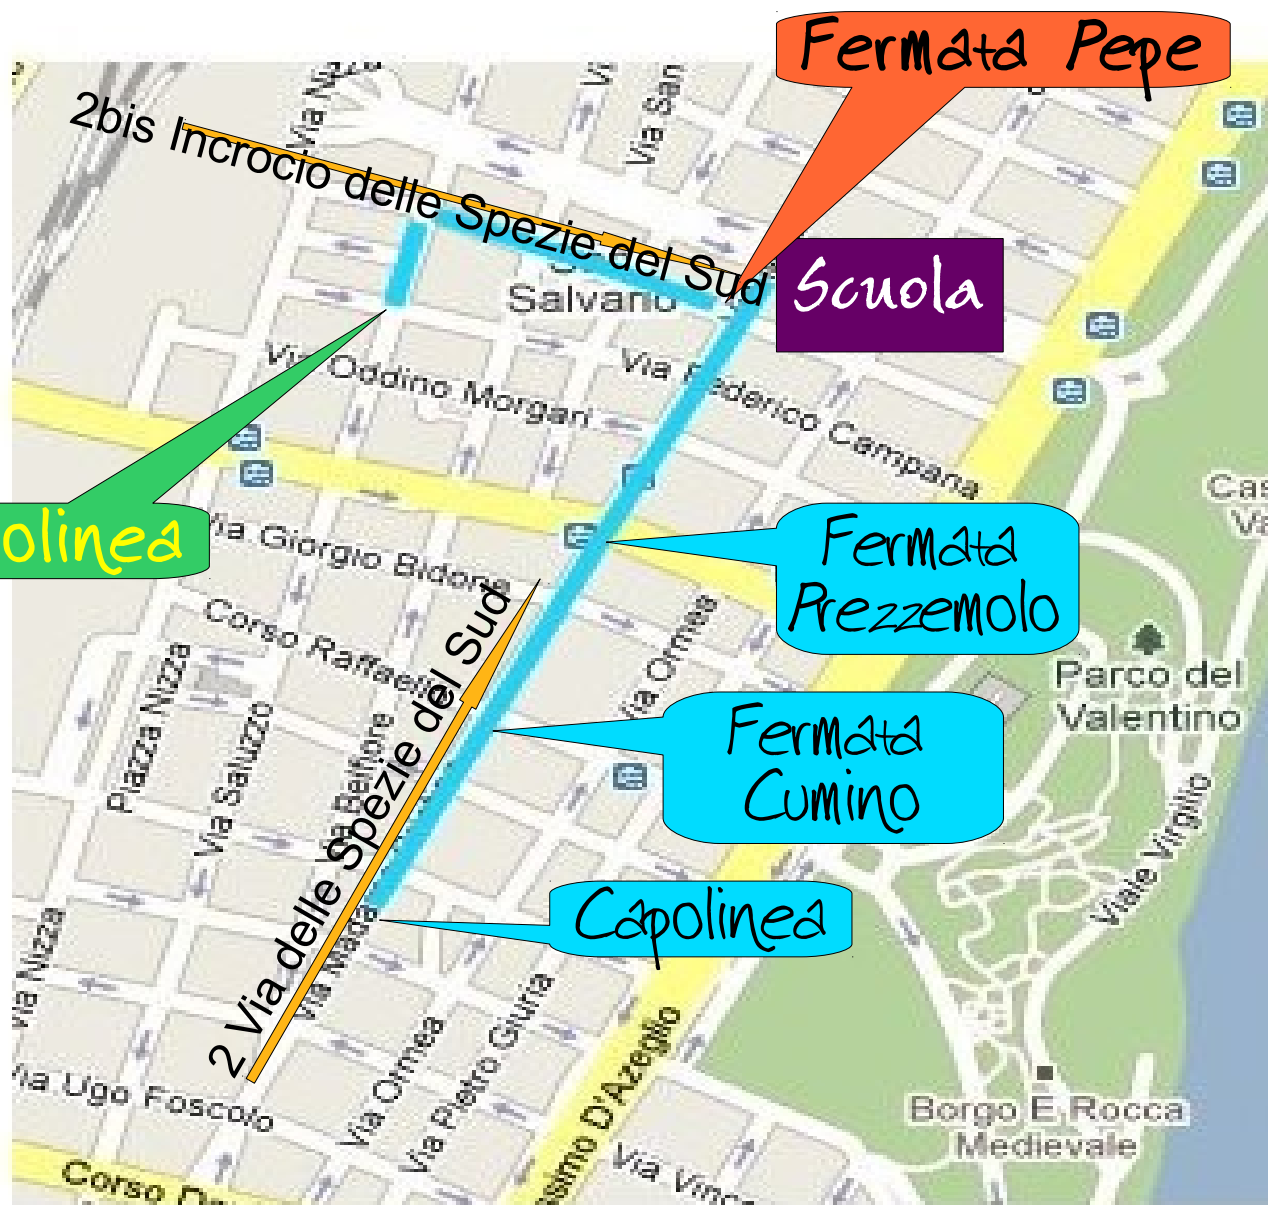 Fermata Pepe
2bis Incrocio delle Spezie del Sud
Via
Via San
Scuola
Salvario
Via Oddino Morgari
Via Federico Campana
olinea
Via Giorgio Bidone
Fermata
Prezzemolo
Corso Raffaello
Via Ormea
Parco del
Valentino
Piazza Nizza
Via Saluzzo
Via Belfiore
Fermata
Cumino
Viale Virgilio
2 Via delle Spezie del Sud
Capolinea
Via Nizza
Via Ormea
Via Pietro Giuria
Via Ugo Foscolo
simo D'Azeglio
Borgo E Rocca
Medievale
Corso
Via